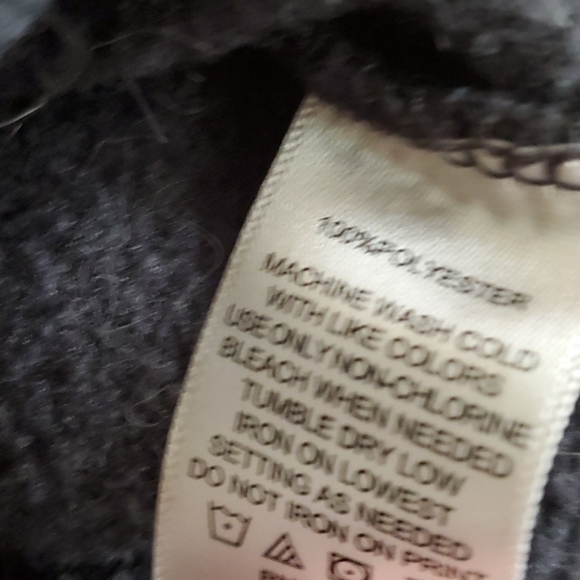 100%POLYESTER
MACHINE WASH COLD
WITH LIKE COLORS
USE ONLY NON-CHLORINE
BLEACH WHEN NEEDED
TUMBLE DRY LOW
IRON ON LOWEST
SETTING AS NEEDED
DO NOT IRON ON PRINT